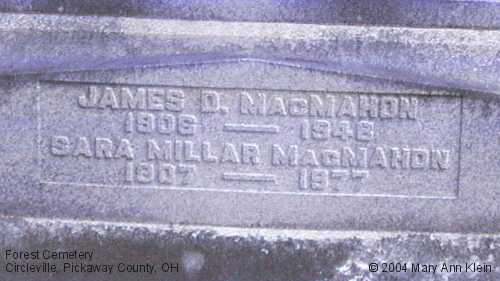 JAMES D. MACMAHON
1906 — 1948
SARA MILLAR MACMAHON
1907 — 1977
Forest Cemetery
Circleville, Pickaway County, OH
© 2004 Mary Ann Klein